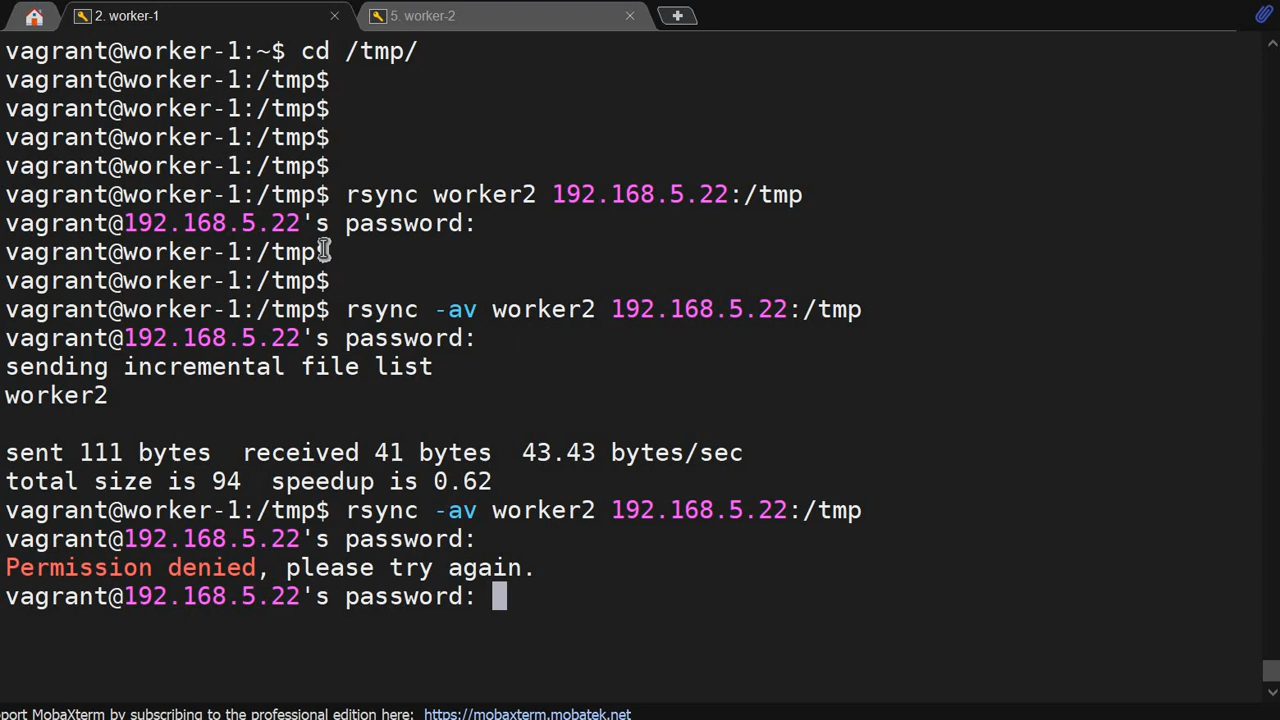 2. worker-1
5. worker-2
vagrant@worker-1:~$ cd /tmp/
vagrant@worker-1:/tmp$
vagrant@worker-1:/tmp$
vagrant@worker-1:/tmp$
vagrant@worker-1:/tmp$
vagrant@worker-1:/tmp$ rsync worker2 192.168.5.22:/tmp
vagrant@192.168.5.22's password:
vagrant@worker-1:/tmp$
vagrant@worker-1:/tmp$
vagrant@worker-1:/tmp$ rsync -av worker2 192.168.5.22:/tmp
vagrant@192.168.5.22's password:
sending incremental file list
worker2
sent 111 bytes  received 41 bytes  43.43 bytes/sec
total size is 94  speedup is 0.62
vagrant@worker-1:/tmp$ rsync -av worker2 192.168.5.22:/tmp
vagrant@192.168.5.22's password:
Permission denied, please try again.
vagrant@192.168.5.22's password:
port MobaXterm by subscribing to the professional edition here: https://mobaxterm.mobatek.net